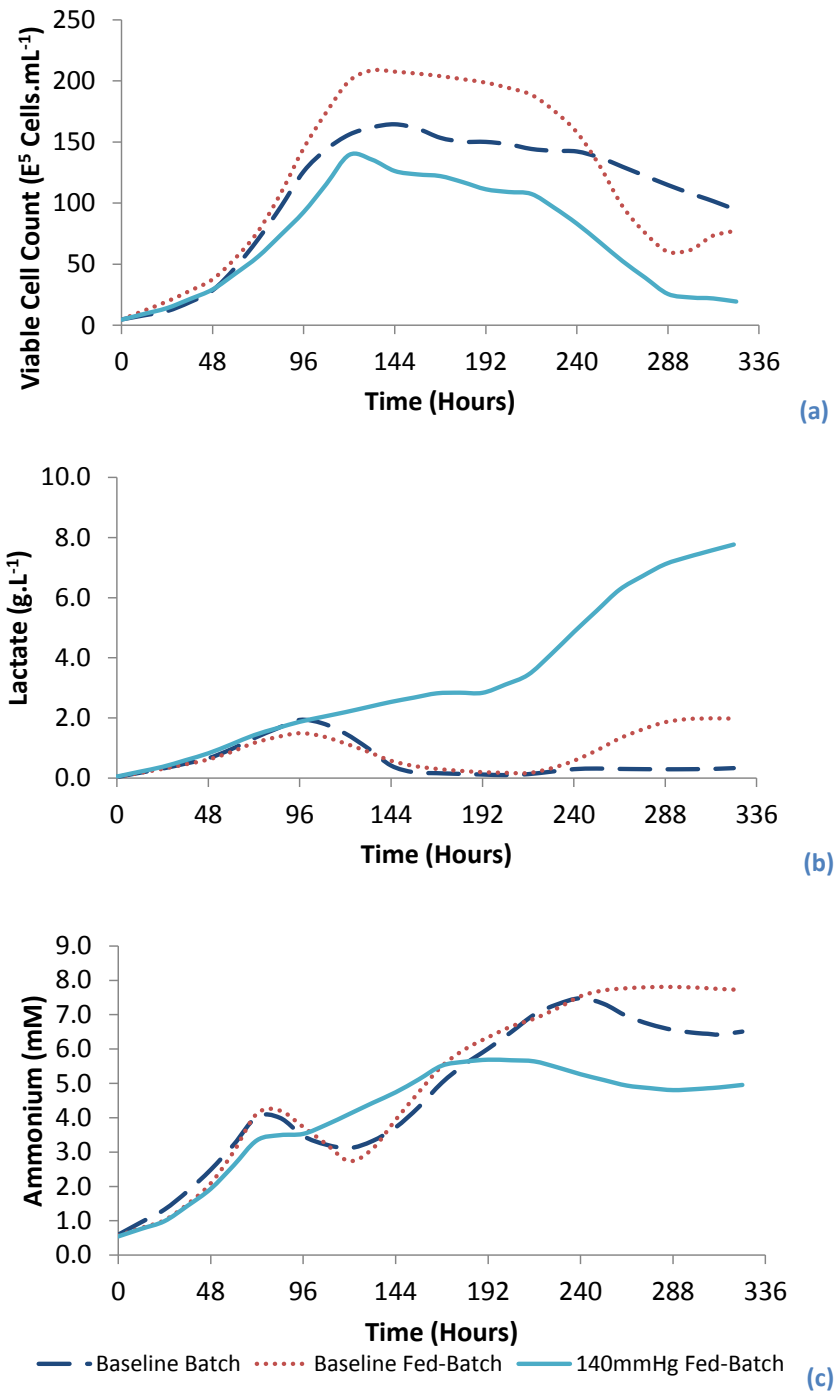 250
200
150
100
50
0
Viable Cell Count (E⁵ Cells.mL⁻¹)
0 48 96 144 192 240 288 336
Time (Hours)
(a)
10.0
8.0
6.0
4.0
2.0
0.0
Lactate (g.L⁻¹)
0 48 96 144 192 240 288 336
Time (Hours)
(b)
9.0
8.0
7.0
6.0
5.0
4.0
3.0
2.0
1.0
0.0
Ammonium (mM)
0 48 96 144 192 240 288 336
Time (Hours)
Baseline Batch Baseline Fed-Batch 140mmHg Fed-Batch
(c)